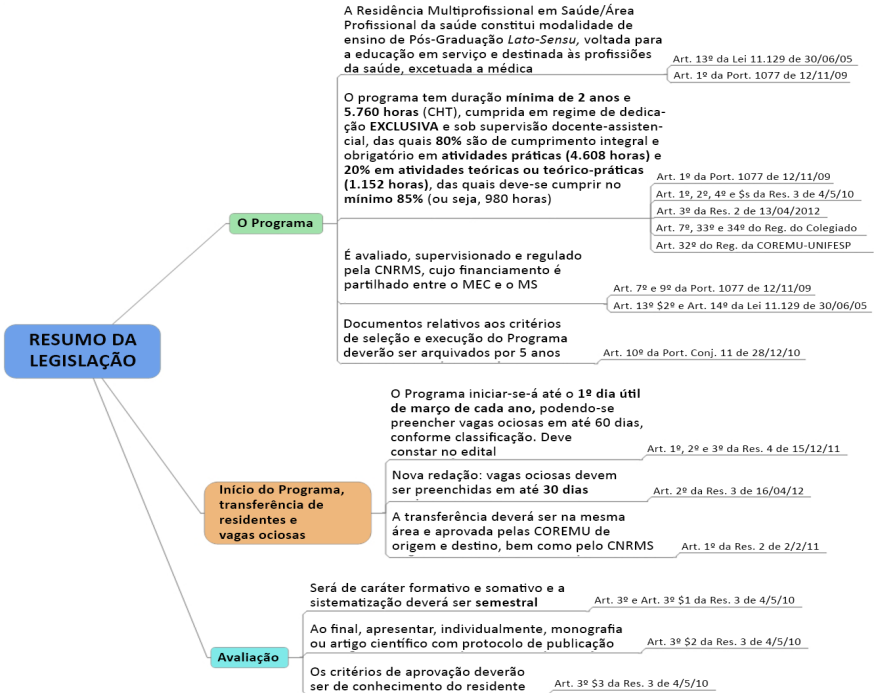 RESUMO DA
LEGISLAÇÃO
O Programa
A Residência Multiprofissional em Saúde/Área
Profissional da saúde constitui modalidade de
ensino de Pós-Graduação Lato-Sensu, voltada para
a educação em serviço e destinada às profissiões
da saúde, excetuada a médica
Art. 13º da Lei 11.129 de 30/06/05
Art. 1º da Port. 1077 de 12/11/09
O programa tem duração mínima de 2 anos e
5.760 horas (CHT), cumprida em regime de dedica-
ção EXCLUSIVA e sob supervisão docente-assisten-
cial, das quais 80% são de cumprimento integral e
obrigatório em atividades práticas (4.608 horas) e
20% em atividades teóricas ou teórico-práticas
(1.152 horas), das quais deve-se cumprir no
mínimo 85% (ou seja, 980 horas)
Art. 1º da Port. 1077 de 12/11/09
Art. 1º, 2º, 4º e $s da Res. 3 de 4/5/10
Art. 3º da Res. 2 de 13/04/2012
Art. 7º, 33º e 34º do Reg. do Colegiado
Art. 32º do Reg. da COREMU-UNIFESP
É avaliado, supervisionado e regulado
pela CNRMS, cujo financiamento é
partilhado entre o MEC e o MS
Art. 7º e 9º da Port. 1077 de 12/11/09
Art. 13º $2º e Art. 14º da Lei 11.129 de 30/06/05
Documentos relativos aos critérios
de seleção e execução do Programa
deverão ser arquivados por 5 anos
Art. 10º da Port. Conj. 11 de 28/12/10
Início do Programa,
transferência de
residentes e
vagas ociosas
O Programa iniciar-se-á até o 1º dia útil
de março de cada ano, podendo-se
preencher vagas ociosas em até 60 dias,
conforme classificação. Deve
constar no edital
Art. 1º, 2º e 3º da Res. 4 de 15/12/11
Nova redação: vagas ociosas devem
ser preenchidas em até 30 dias
Art. 2º da Res. 3 de 16/04/12
A transferência deverá ser na mesma
área e aprovada pelas COREMU de
origem e destino, bem como pelo CNRMS
Art. 1º da Res. 2 de 2/2/11
Avaliação
Será de caráter formativo e somativo e a
sistematização deverá ser semestral
Art. 3º e Art. 3º $1 da Res. 3 de 4/5/10
Ao final, apresentar, individualmente, monografia
ou artigo científico com protocolo de publicação
Art. 3º $2 da Res. 3 de 4/5/10
Os critérios de aprovação deverão
ser de conhecimento do residente
Art. 3º $3 da Res. 3 de 4/5/10